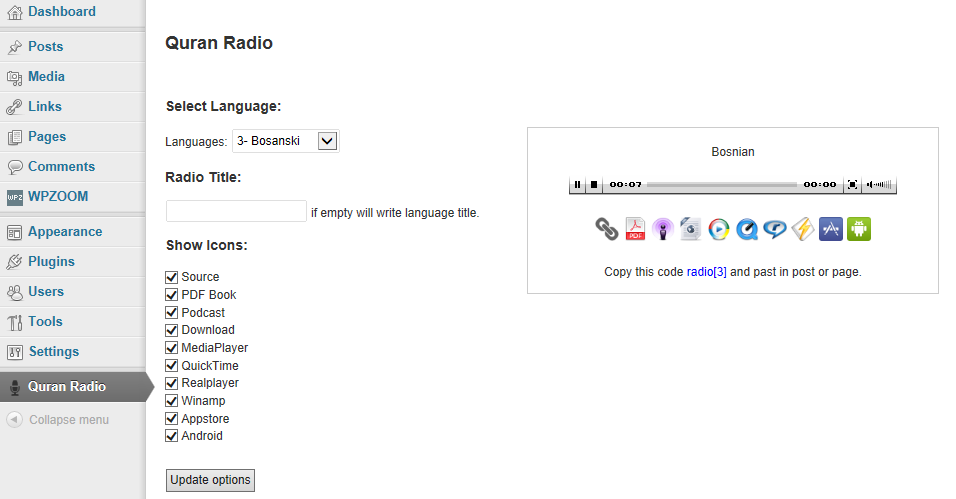 Dashboard
Posts
Media
Links
Pages
Comments
WPZ WPZOOM
Appearance
Plugins
Users
Tools
Settings
Quran Radio
Collapse menu
Quran Radio
Select Language:
Languages: 3- Bosanski
Radio Title:
if empty will write language title.
Show Icons:
Source
PDF Book
Podcast
Download
MediaPlayer
QuickTime
Realplayer
Winamp
Appstore
Android
Update options
Bosnian
00:07 00:00
PDF
Copy this code radio[3] and past in post or page.